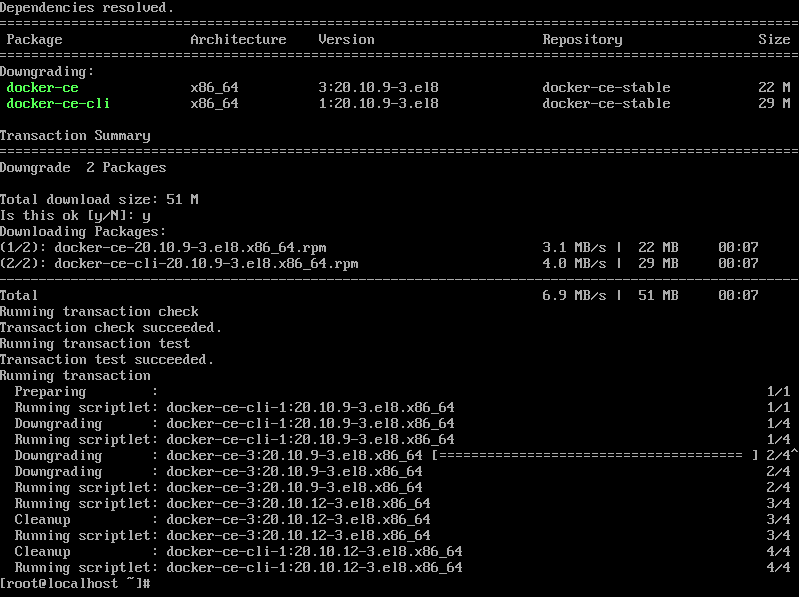 Dependencies resolved.
================================================================================
Package Architecture Version Repository Size
================================================================================
Downgrading:
docker-ce x86_64 3:20.10.9-3.el8 docker-ce-stable 22 M
docker-ce-cli x86_64 1:20.10.9-3.el8 docker-ce-stable 29 M
Transaction Summary
================================================================================
Downgrade 2 Packages
Total download size: 51 M
Is this ok [y/N]: y
Downloading Packages:
(1/2): docker-ce-20.10.9-3.el8.x86_64.rpm 3.1 MB/s | 22 MB 00:07
(2/2): docker-ce-cli-20.10.9-3.el8.x86_64.rpm 4.0 MB/s | 29 MB 00:07
--------------------------------------------------------------------------------
Total 6.9 MB/s | 51 MB 00:07
Running transaction check
Transaction check succeeded.
Running transaction test
Transaction test succeeded.
Running transaction
Preparing : 1/1
Running scriptlet: docker-ce-cli-1:20.10.9-3.el8.x86_64 1/1
Downgrading : docker-ce-cli-1:20.10.9-3.el8.x86_64 1/4
Running scriptlet: docker-ce-cli-1:20.10.9-3.el8.x86_64 1/4
Downgrading : docker-ce-3:20.10.9-3.el8.x86_64 [====================================== ] 2/4^
Downgrading : docker-ce-3:20.10.9-3.el8.x86_64 2/4
Running scriptlet: docker-ce-3:20.10.9-3.el8.x86_64 2/4
Running scriptlet: docker-ce-3:20.10.12-3.el8.x86_64 3/4
Cleanup : docker-ce-3:20.10.12-3.el8.x86_64 3/4
Running scriptlet: docker-ce-3:20.10.12-3.el8.x86_64 3/4
Cleanup : docker-ce-cli-1:20.10.12-3.el8.x86_64 4/4
Running scriptlet: docker-ce-cli-1:20.10.12-3.el8.x86_64 4/4
[root@localhost ~]#